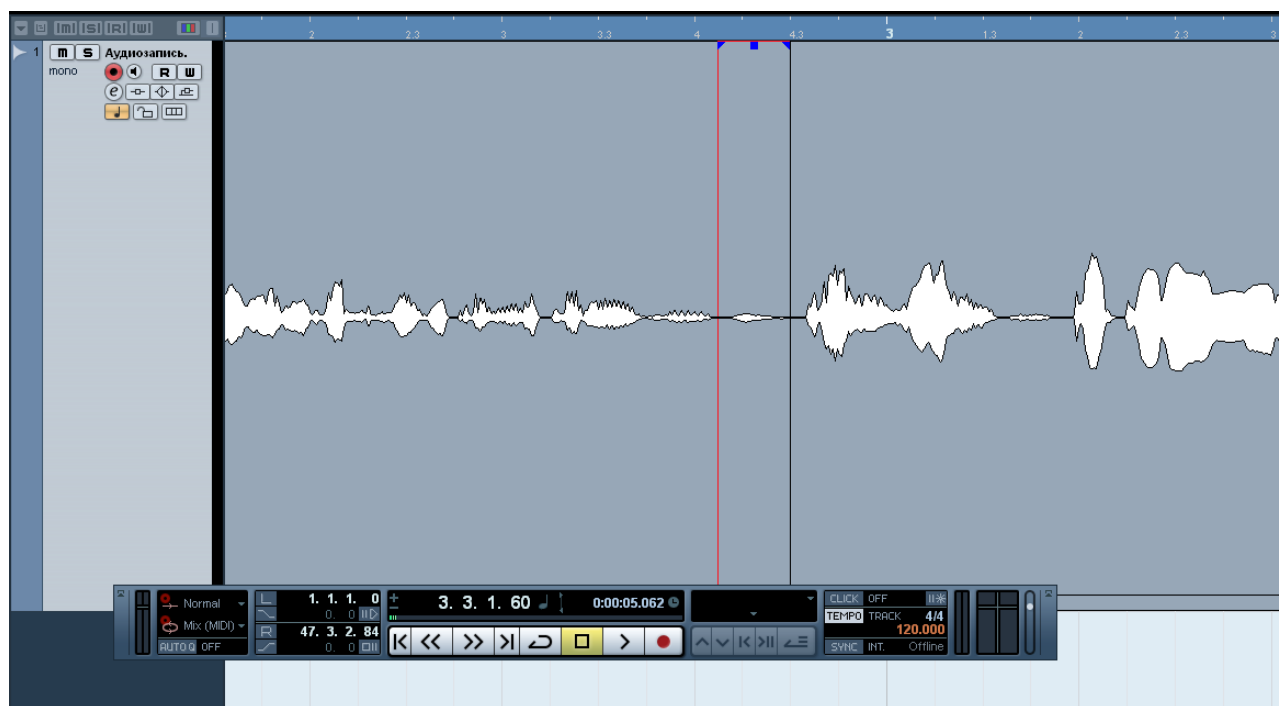 m S R W
2 2.3 3 3.3 4 4.3 3 1.3 2 2.3 3
1 m S Аудиозапись.
mono R W
e
Normal
Mix (MIDI)
AUTO Q OFF
L 1. 1. 1. 0
0. 0
R 47. 3. 2. 84
0. 0
3. 3. 1. 60 0:00:05.062
CLICK OFF
TEMPO TRACK 4/4
120.000
SYNC INT. Offline